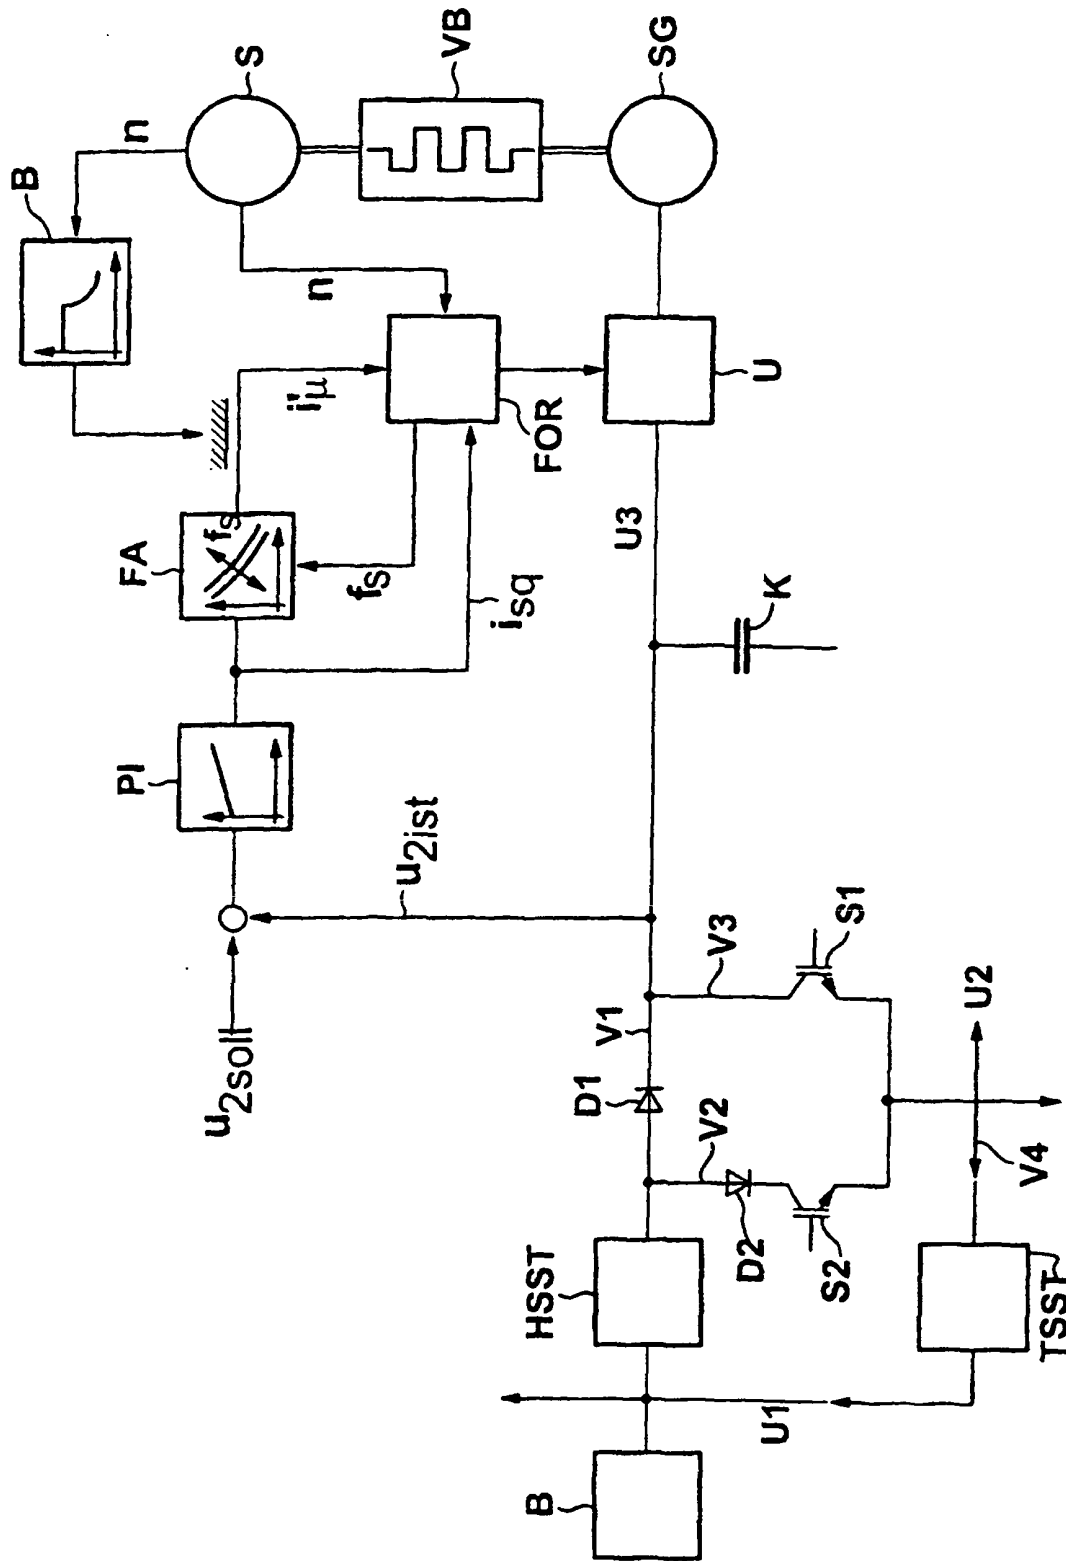 B
n
PI
FA
S
u2soll
fS
i'μ
n
fS
u2ist
VB
isq
B
HSST
FOR
D1
V1
U3
SG
V2
V3
D2
U
U1
K
S2
S1
U2
V4
TSST